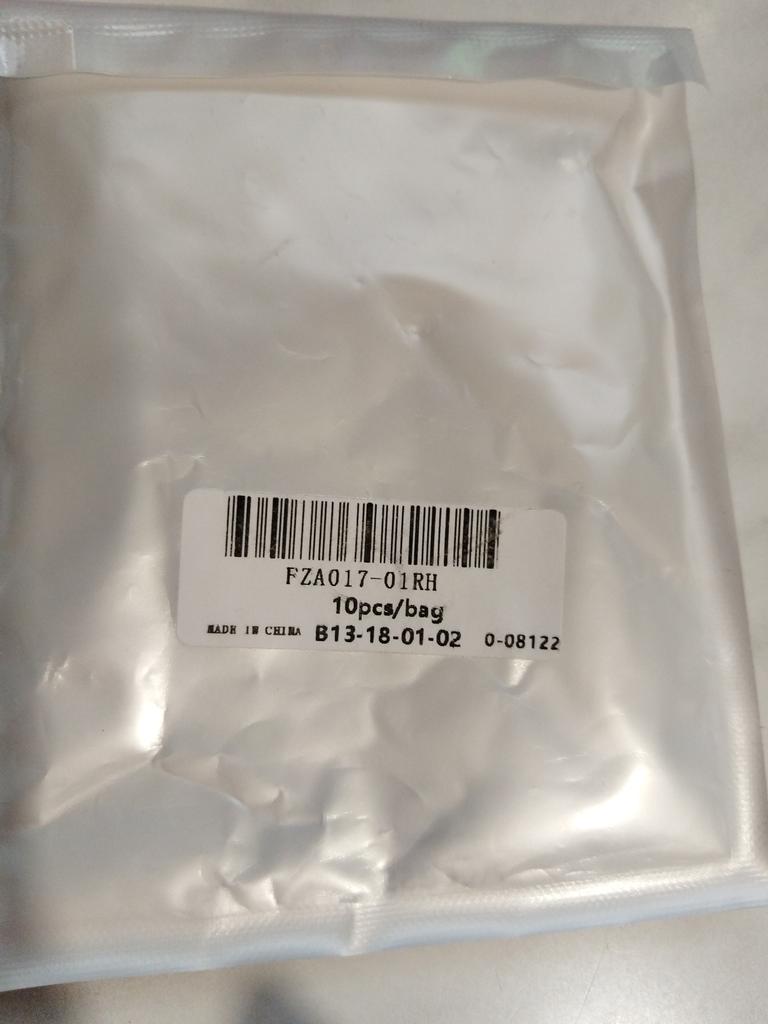 FZA017-01RH
10pcs/bag
MADE IN CHINA B13-18-01-02 0-08122